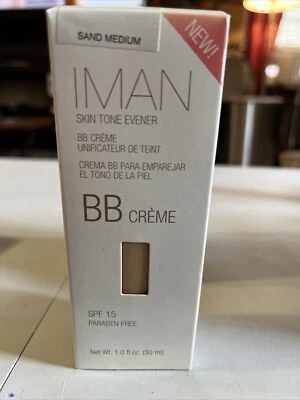 SAND MEDIUM
NEW!
IMAN
SKIN TONE EVENER
BB CRÈME
UNIFICATEUR DE TEINT
CREMA BB PARA EMPAREJAR
EL TONO DE LA PIEL
BB CRÈME
SPF 15
PARABEN FREE
Net Wt. 1.0 fl.oz. (30 ml)